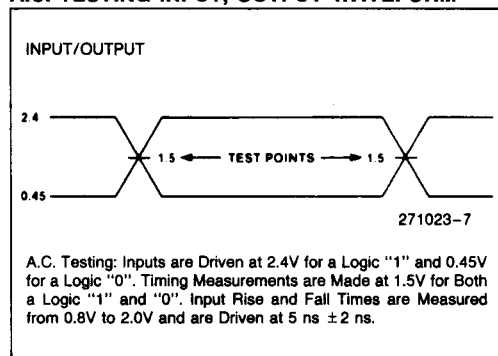 A.C. TESTING INPUT, OUTPUT WAVEFORM
INPUT/OUTPUT
2.4
1.5 TEST POINTS 1.5
0.45
271023-7
A.C. Testing: Inputs are Driven at 2.4V for a Logic "1" and 0.45V
for a Logic "0". Timing Measurements are Made at 1.5V for Both
a Logic "1" and "0". Input Rise and Fall Times are Measured
from 0.8V to 2.0V and are Driven at 5 ns ±2 ns.